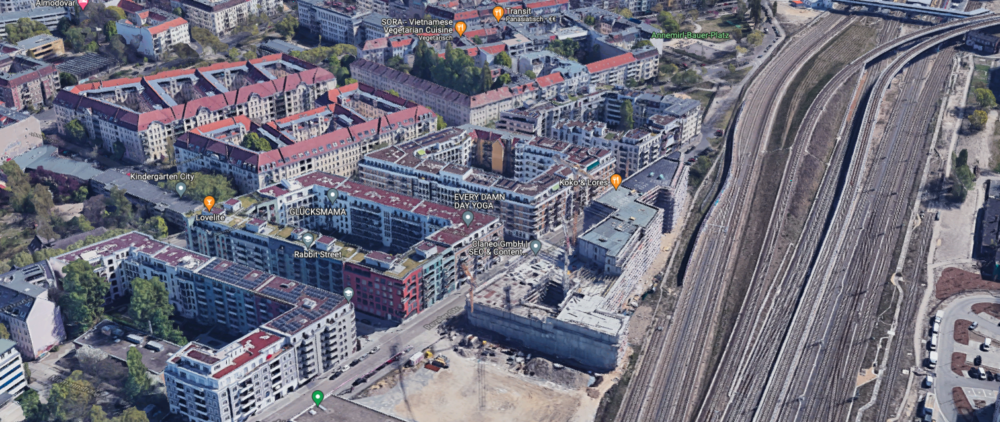 Almodóvar
Transit
Panasiatisch · €€
SORA - Vietnamese
Vegetarian Cuisine
Vegetarisch
Annemirl-Bauer-Platz
Kindergärten City
Koko & Lores
GLÜCKSMAMA
EVERY DAMN
DAY YOGA
Lovelite
Claneo GmbH |
SEO & Content...
Rabbit Street